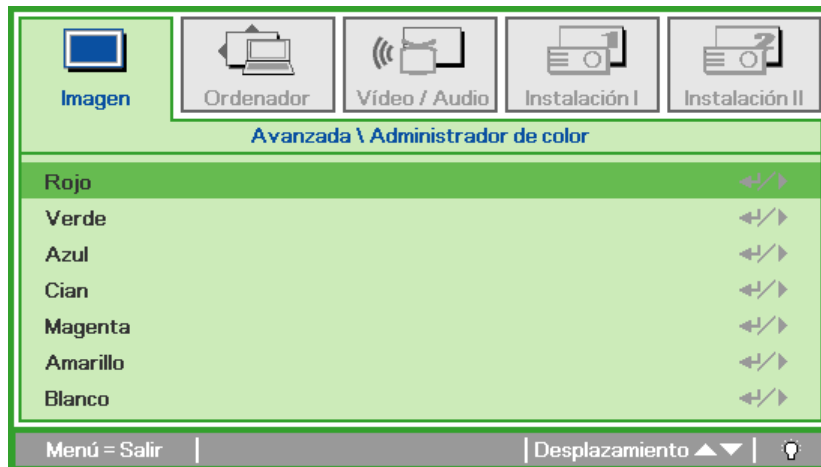 Imagen Ordenador Vídeo / Audio Instalación I Instalación II
Avanzada \ Administrador de color
Rojo
Verde
Azul
Cian
Magenta
Amarillo
Blanco
Menú = Salir Desplazamiento ▲▼